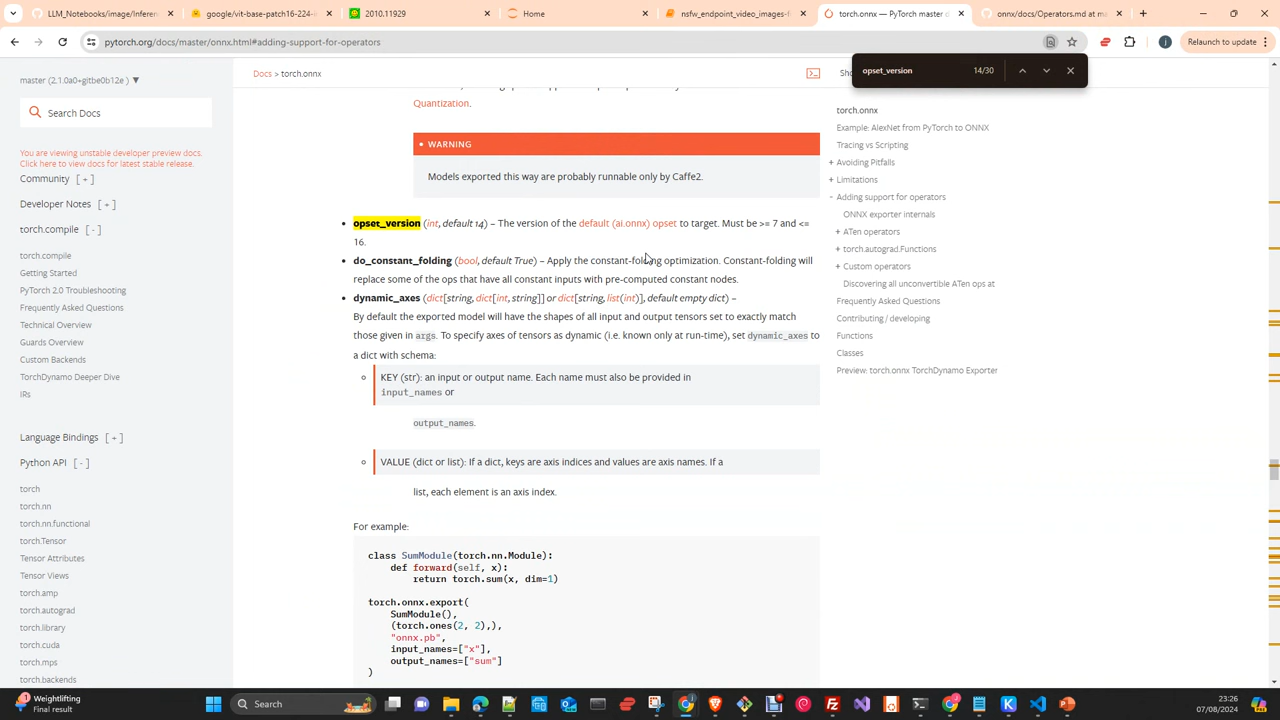 LLM_Notebooks/image/Inferen
google/vit-base-patch16-224-i
2010.11929
Home
nsfw_endpoint_video_images-f
torch.onnx — PyTorch master d
onnx/docs/Operators.md at m
pytorch.org/docs/master/onnx.html#adding-support-for-operators
Relaunch to update
opset_version
14/30
master (2.1.0a0+gitbe0b12e ) ▼
Search Docs
You are viewing unstable developer preview docs.
Click here to view docs for latest stable release.
Community [ + ]
Developer Notes [ + ]
torch.compile [ - ]
torch.compile
Getting Started
PyTorch 2.0 Troubleshooting
Frequently Asked Questions
Technical Overview
Guards Overview
Custom Backends
TorchDynamo Deeper Dive
IRs
Language Bindings [ + ]
Python API [ - ]
torch
torch.nn
torch.nn.functional
torch.Tensor
Tensor Attributes
Tensor Views
torch.amp
torch.autograd
torch.library
torch.cuda
torch.mps
torch.backends
Docs > torch.onnx
Quantization.
WARNING
Models exported this way are probably runnable only by Caffe2.
opset_version (int, default 14) – The version of the default (ai.onnx) opset to target. Must be >= 7 and <=
16.
do_constant_folding (bool, default True) – Apply the constant-folding optimization. Constant-folding will
replace some of the ops that have all constant inputs with pre-computed constant nodes.
dynamic_axes (dict[string, dict[int, string]] or dict[string, list(int)], default empty dict) –
By default the exported model will have the shapes of all input and output tensors set to exactly match
those given in args. To specify axes of tensors as dynamic (i.e. known only at run-time), set dynamic_axes to
a dict with schema:
KEY (str): an input or output name. Each name must also be provided in
input_names or
output_names.
VALUE (dict or list): If a dict, keys are axis indices and values are axis names. If a
list, each element is an axis index.
For example:
class SumModule(torch.nn.Module):
def forward(self, x):
return torch.sum(x, dim=1)
torch.onnx.export(
SumModule(),
(torch.ones(2, 2),),
"onnx.pb",
input_names=["x"],
output_names=["sum"]
)
Sho
torch.onnx
Example: AlexNet from PyTorch to ONNX
Tracing vs Scripting
+ Avoiding Pitfalls
+ Limitations
- Adding support for operators
ONNX exporter internals
+ ATen operators
+ torch.autograd.Functions
+ Custom operators
Discovering all unconvertible ATen ops at
Frequently Asked Questions
Contributing / developing
Functions
Classes
Preview: torch.onnx TorchDynamo Exporter
1
Weightlifting
Final result
Search
23:26
07/08/2024